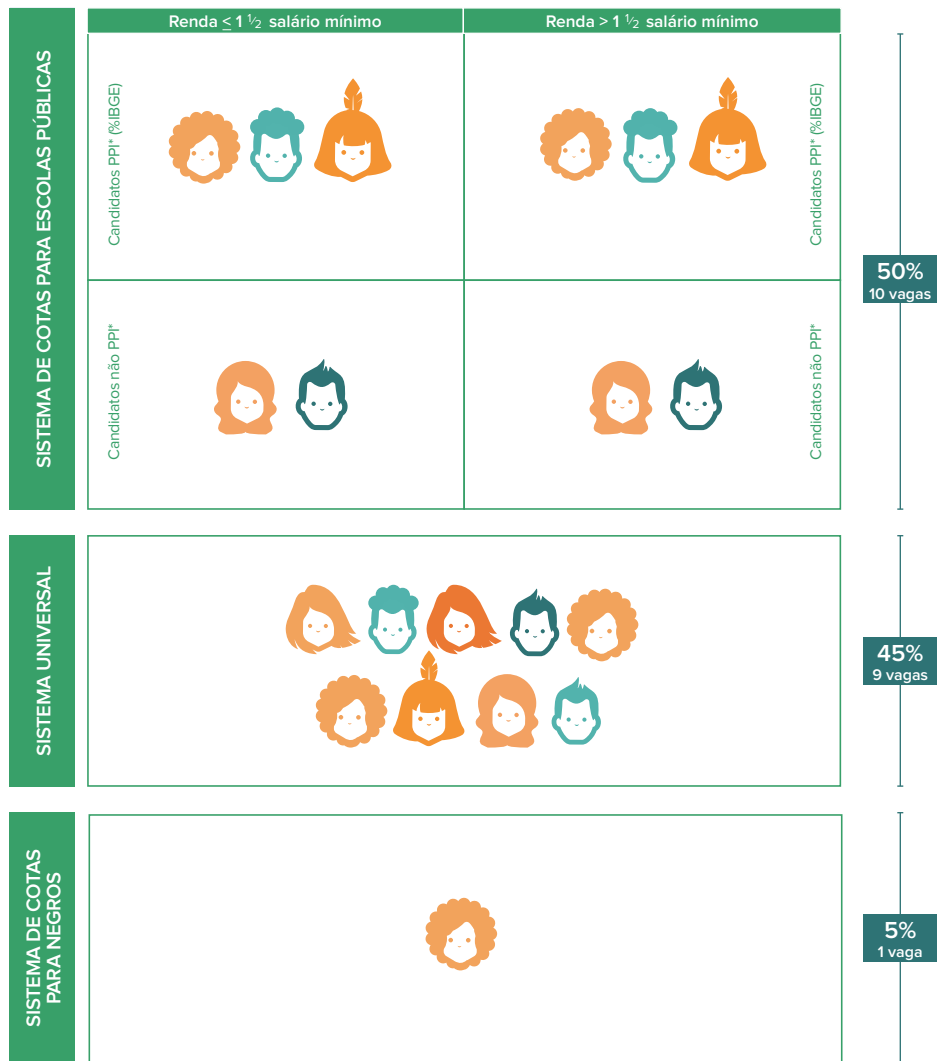 Renda ≤ 1 ½ salário mínimo
Renda > 1 ½ salário mínimo
SISTEMA DE COTAS PARA ESCOLAS PÚBLICAS
Candidatos PPI* (%IBGE)
Candidatos PPI* (%IBGE)
Candidatos não PPI*
Candidatos não PPI*
50%
10 vagas
SISTEMA UNIVERSAL
45%
9 vagas
SISTEMA DE COTAS
PARA NEGROS
5%
1 vaga